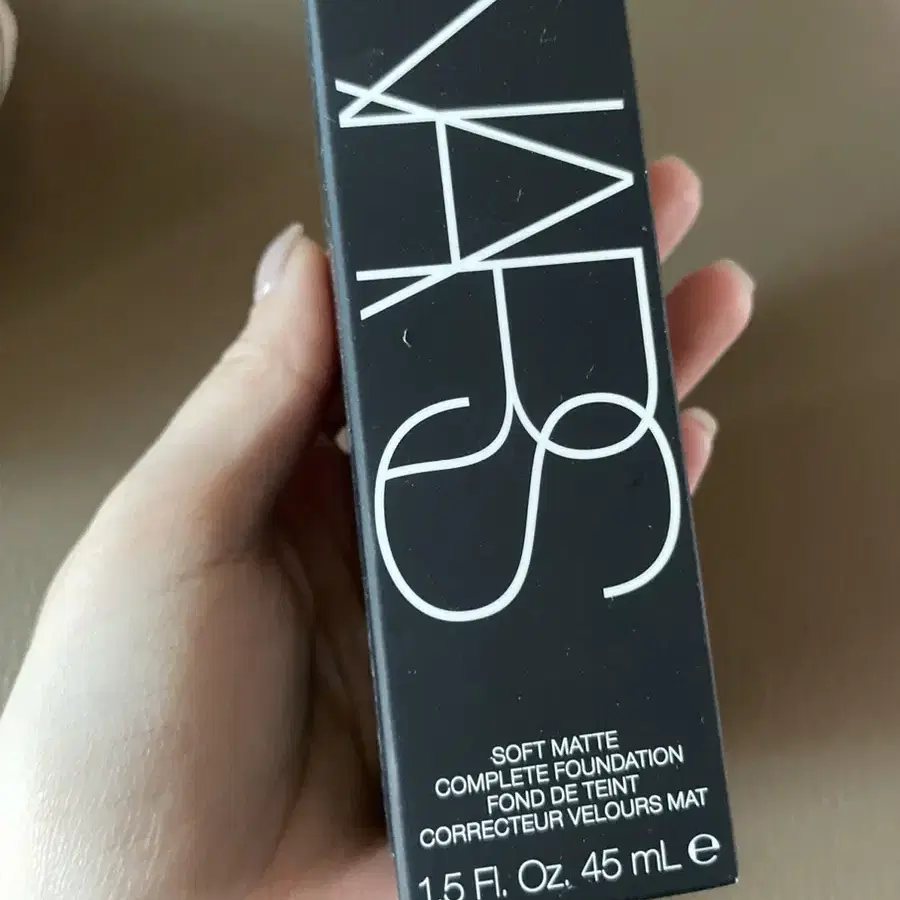 NARS
SOFT MATTE
COMPLETE FOUNDATION
FOND DE TEINT
CORRECTEUR VELOURS MAT
1.5 Fl. Oz. 45 mL ℮